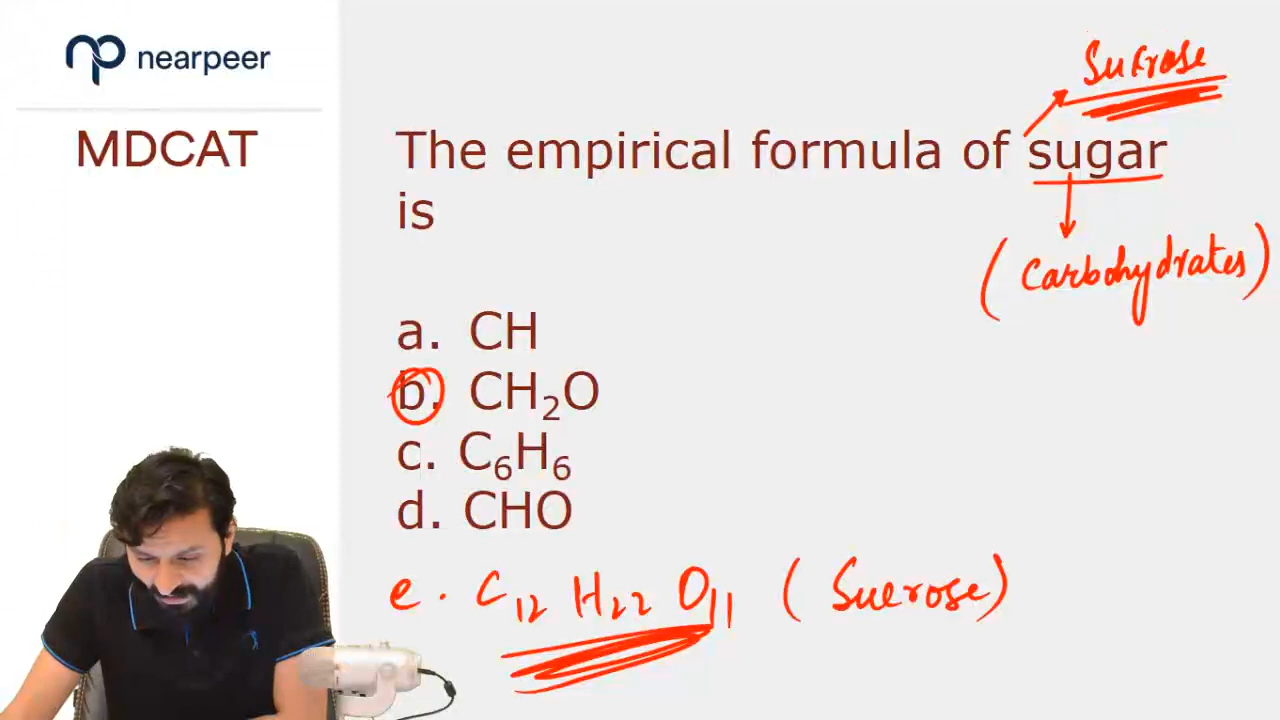 nearpeer
MDCAT
Sucrose
The empirical formula of sugar
is
(Carbohydrates)
a. CH
b. CH₂O
c. C₆H₆
d. CHO
e. C₁₂ H₂₂ O₁₁ (Sucrose)